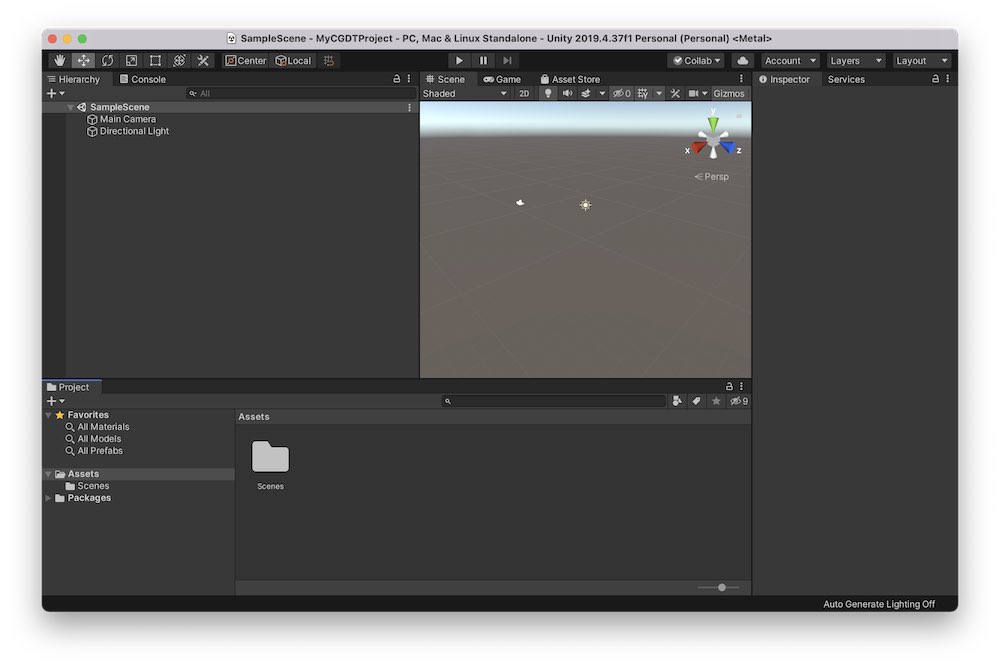 SampleScene - MyCGDTProject - PC, Mac & Linux Standalone - Unity 2019.4.37f1 Personal (Personal) <Metal>
Center Local Collab Account Layers Layout
Hierarchy Console
All
SampleScene
Main Camera
Directional Light
Scene Game Asset Store
Shaded 2D 0 Gizmos
y
x z
Persp
Inspector Services
Project
9
Favorites
All Materials
All Models
All Prefabs
Assets
Scenes
Packages
Assets
Scenes
Auto Generate Lighting Off